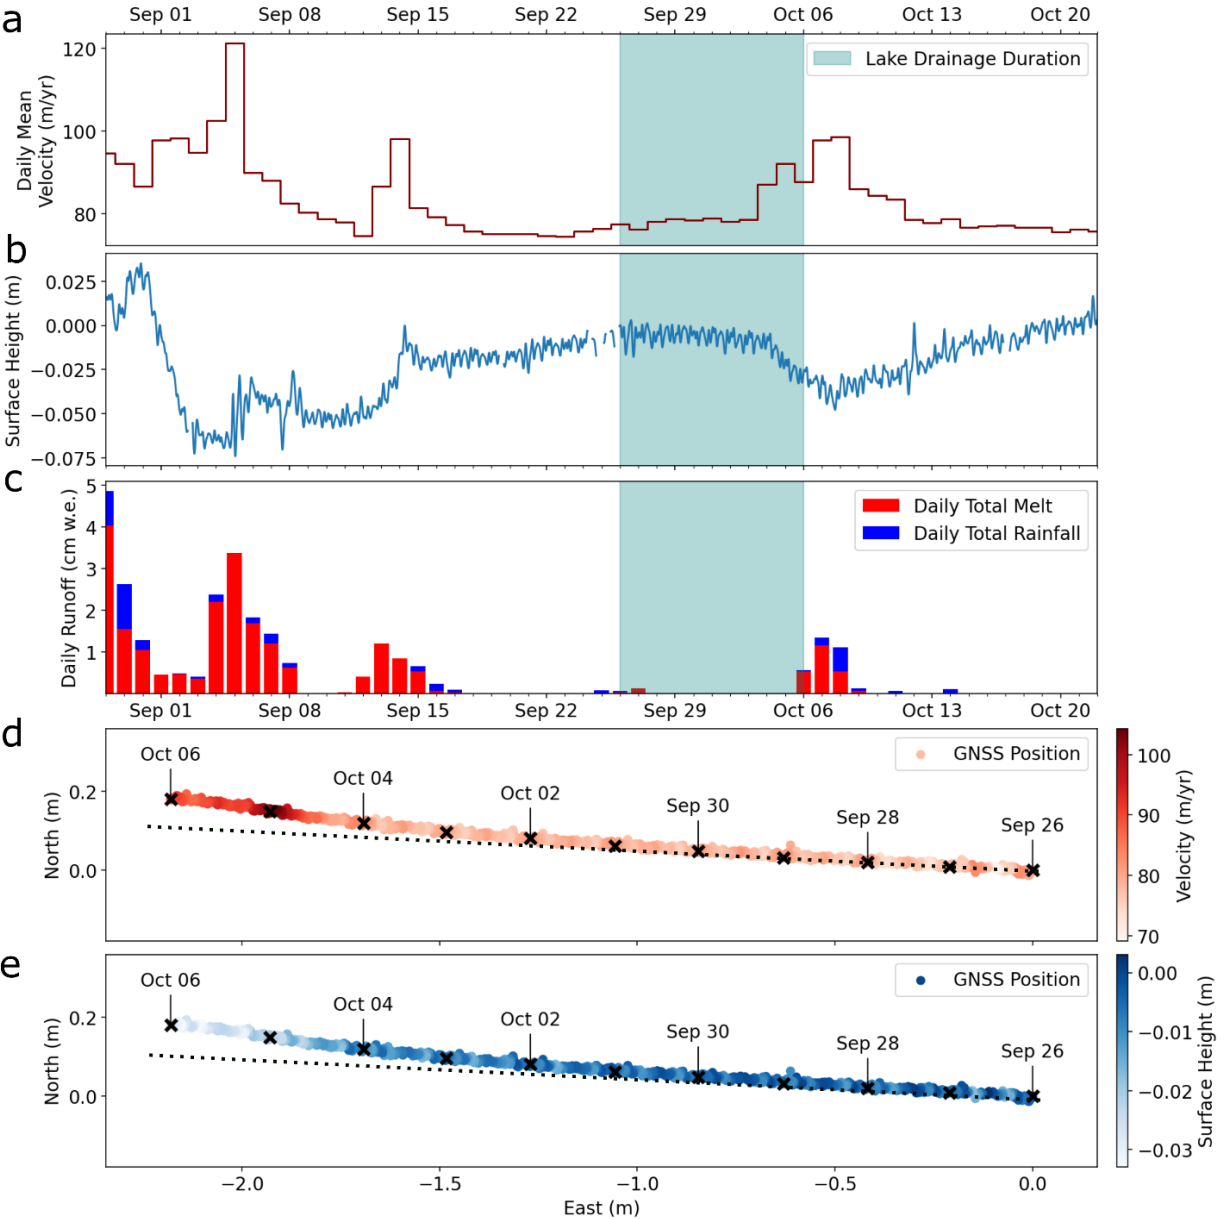 a
Sep 01 Sep 08 Sep 15 Sep 22 Sep 29 Oct 06 Oct 13 Oct 20
120
100
80
Daily Mean
Velocity (m/yr)
Lake Drainage Duration
b
0.025
0.000
−0.025
−0.050
−0.075
Surface Height (m)
c
5
4
3
2
1
Daily Runoff (cm w.e.)
Daily Total Melt
Daily Total Rainfall
Sep 01 Sep 08 Sep 15 Sep 22 Sep 29 Oct 06 Oct 13 Oct 20
d
Oct 06
Oct 04
Oct 02
Sep 30
Sep 28
Sep 26
GNSS Position
0.2
0.0
North (m)
100
90
80
70
Velocity (m/yr)
e
Oct 06
Oct 04
Oct 02
Sep 30
Sep 28
Sep 26
GNSS Position
0.2
0.0
North (m)
0.00
−0.01
−0.02
−0.03
Surface Height (m)
−2.0 −1.5 −1.0 −0.5 0.0
East (m)